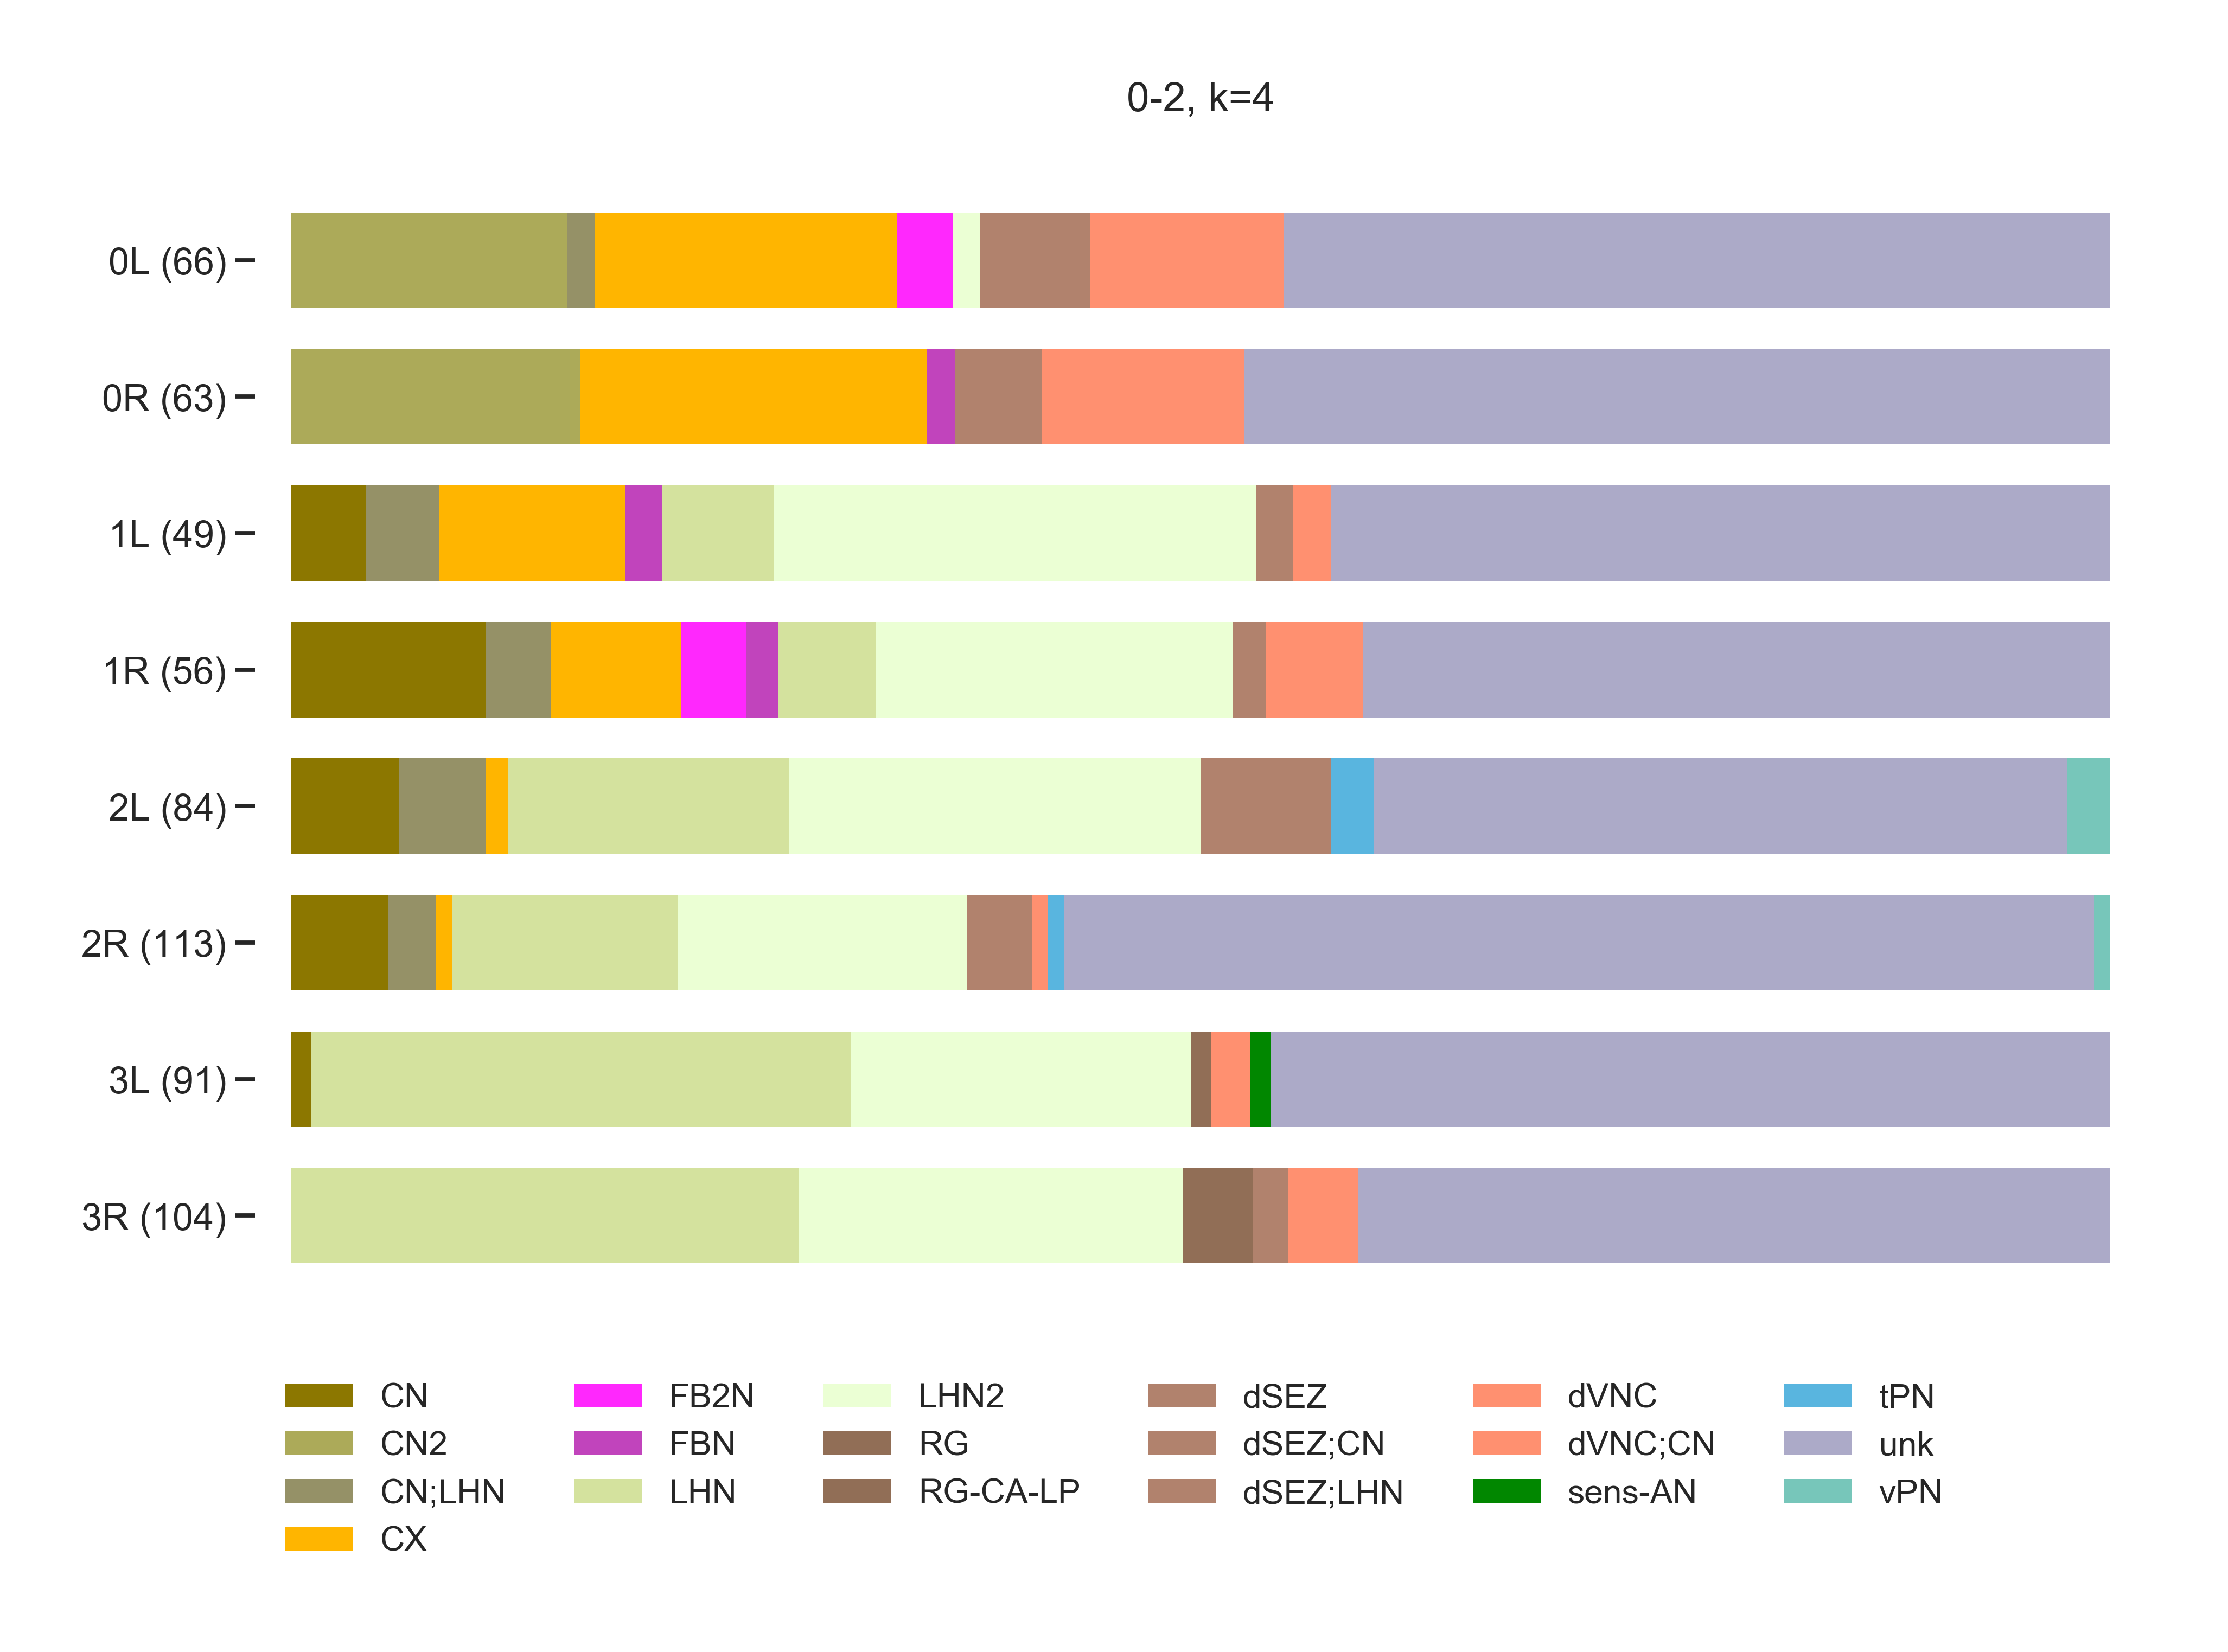 0-2, k=4
0L (66)
0R (63)
1L (49)
1R (56)
2L (84)
2R (113)
3L (91)
3R (104)
CN FB2N LHN2 dSEZ dVNC tPN
CN2 FBN RG dSEZ;CN dVNC;CN unk
CN;LHN LHN RG-CA-LP dSEZ;LHN sens-AN vPN
CX